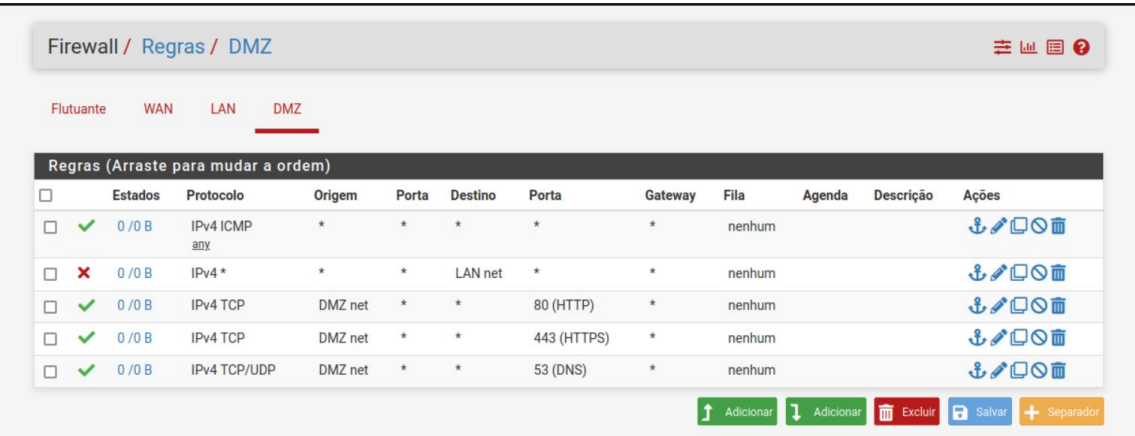 Firewall / Regras / DMZ
Flutuante WAN LAN DMZ
Regras (Arraste para mudar a ordem)
Estados Protocolo Origem Porta Destino Porta Gateway Fila Agenda Descrição Ações
0 /0 B IPv4 ICMP * * * * * nenhum
any
0 /0 B IPv4 * * * LAN net * * nenhum
0 /0 B IPv4 TCP DMZ net * * 80 (HTTP) * nenhum
0 /0 B IPv4 TCP DMZ net * * 443 (HTTPS) * nenhum
0 /0 B IPv4 TCP/UDP DMZ net * * 53 (DNS) * nenhum
Adicionar Adicionar Excluir Salvar Separador